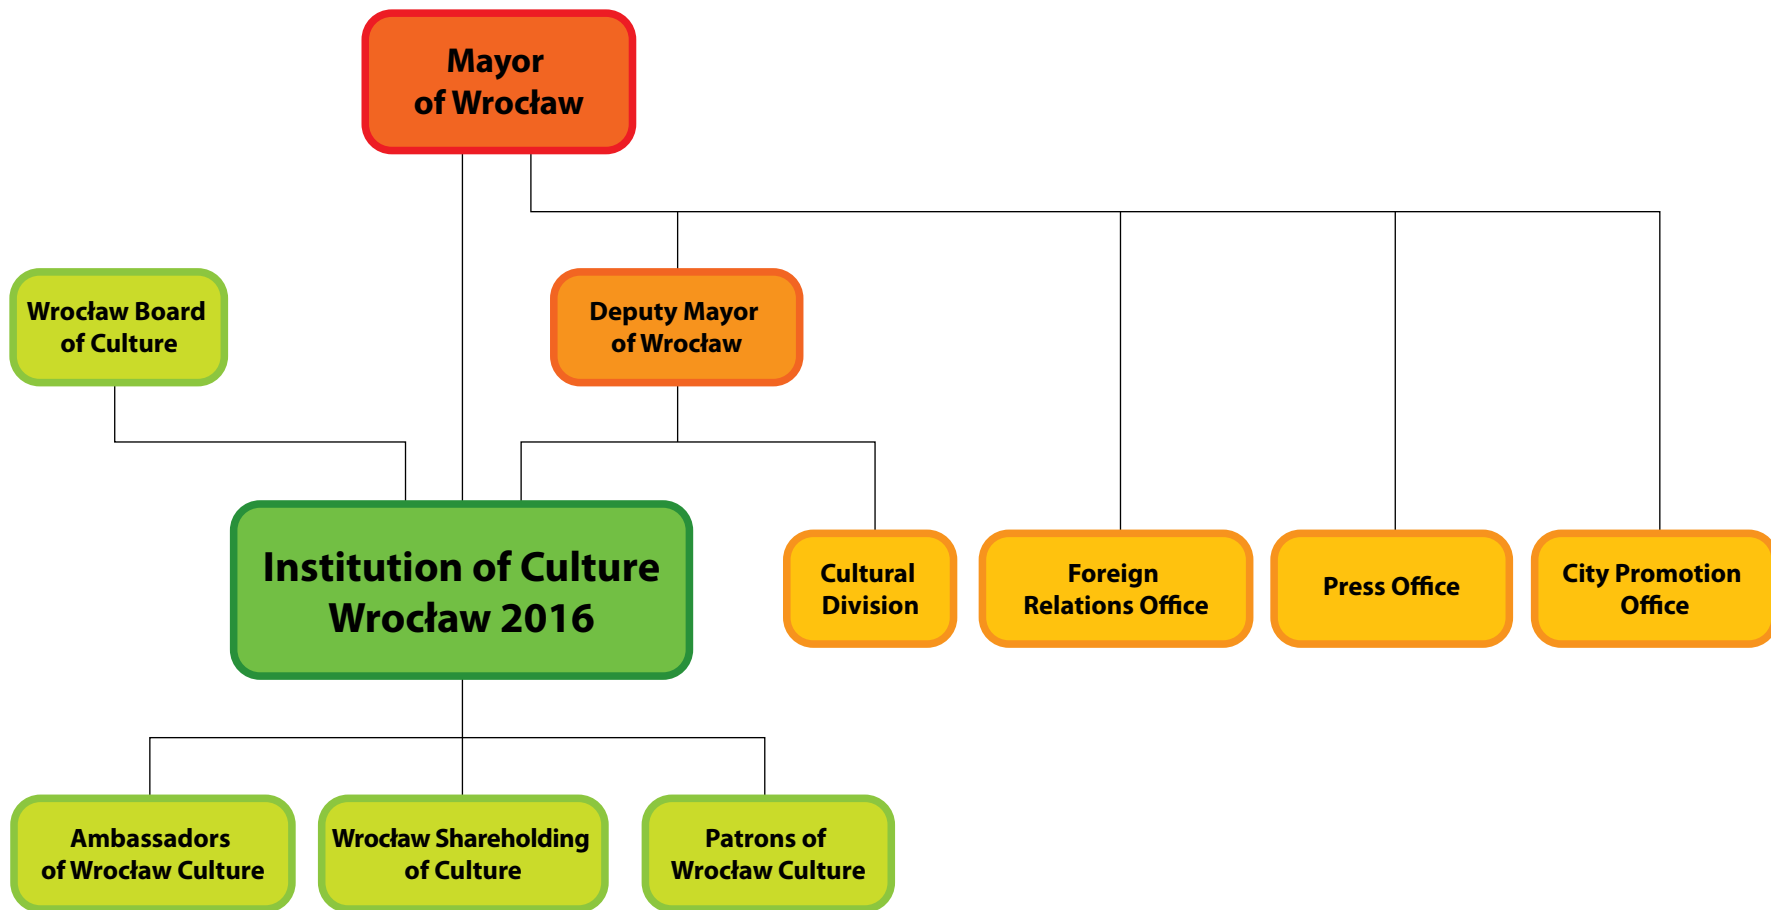 Mayor
of Wrocław
Wrocław Board
of Culture
Deputy Mayor
of Wrocław
Institution of Culture
Wrocław 2016
Cultural
Division
Foreign
Relations Office
Press Office
City Promotion
Office
Ambassadors
of Wrocław Culture
Wrocław Shareholding
of Culture
Patrons of
Wrocław Culture